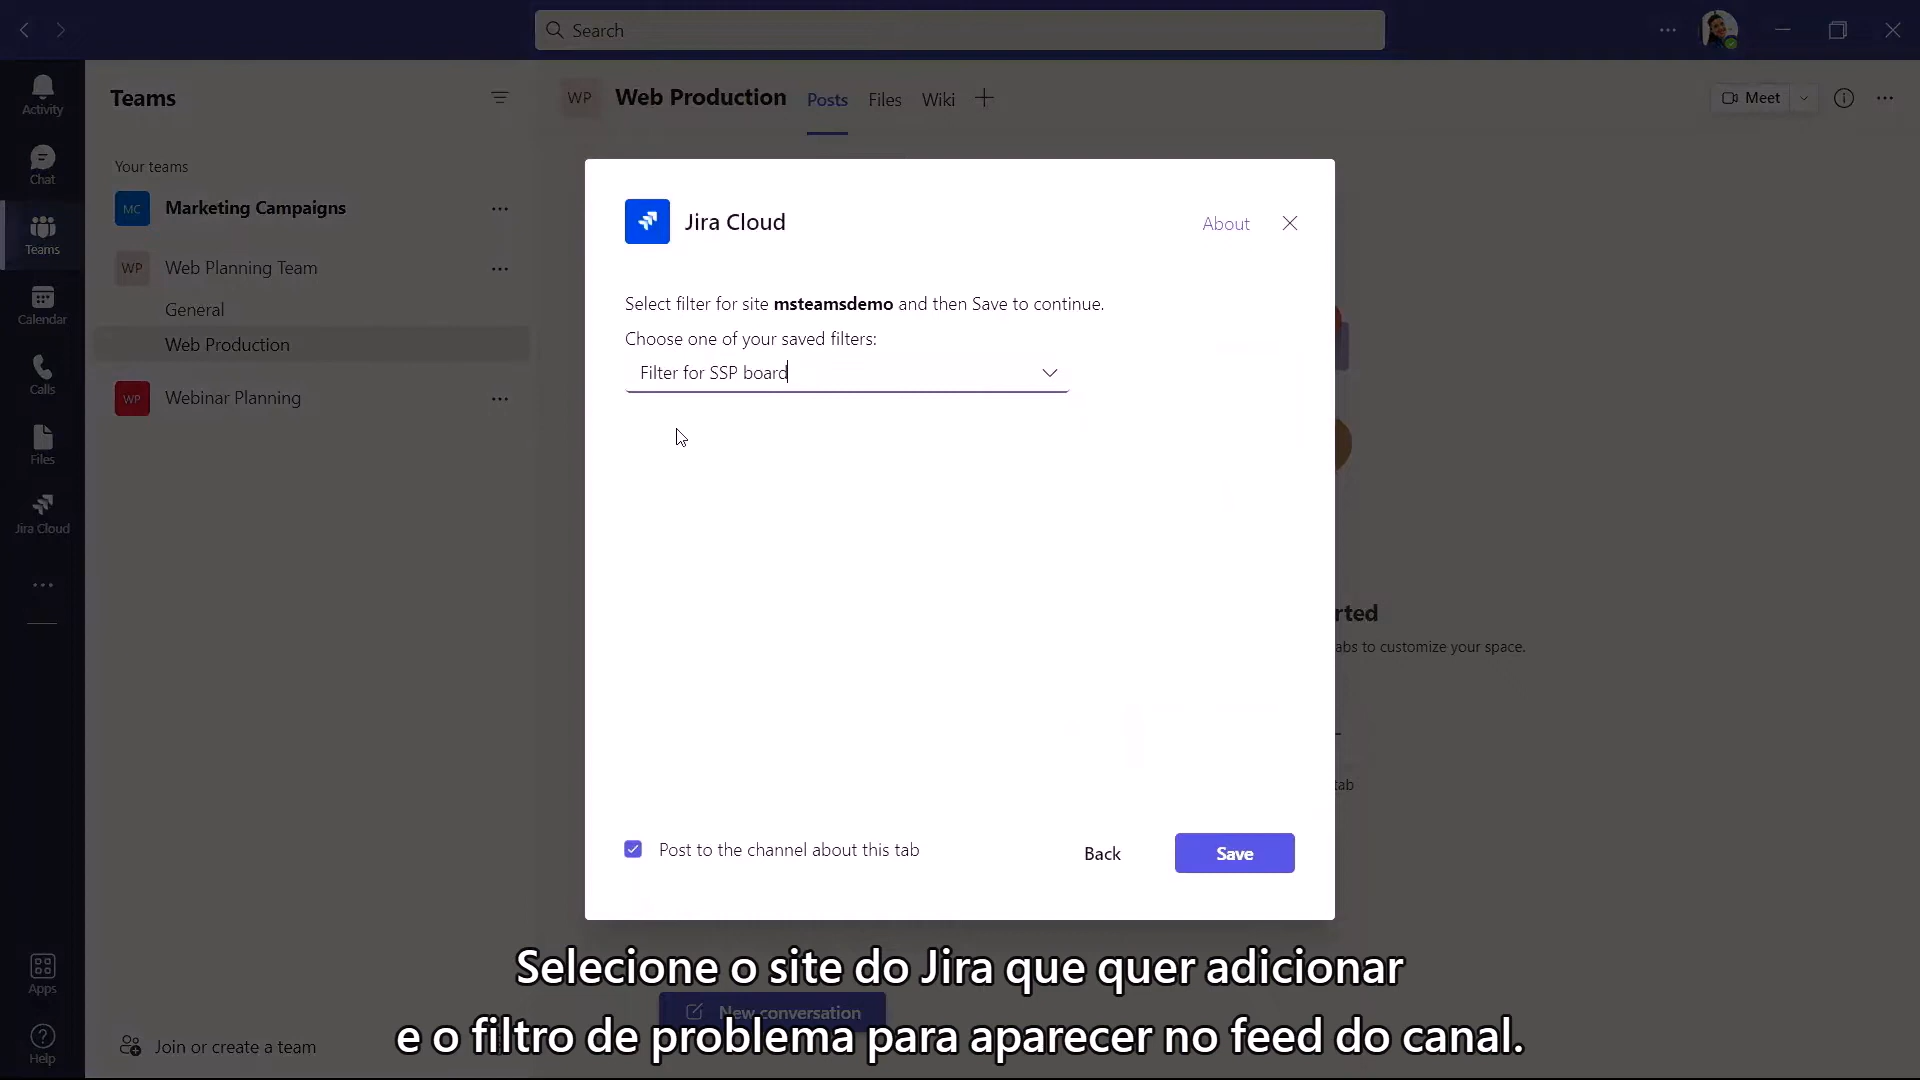 Search
Activity
Chat
Teams
Calendar
Calls
Files
Jira Cloud
Apps
Help
Teams
Your teams
MC Marketing Campaigns
WP Web Planning Team
General
Web Production
WP Webinar Planning
Join or create a team
WP Web Production Posts Files Wiki
Meet
Jira Cloud
About
Select filter for site msteamsdemo and then Save to continue.
Choose one of your saved filters:
Filter for SSP board
Post to the channel about this tab
Back
Save
rted
abs to customize your space.
tab
New conversation
Selecione o site do Jira que quer adicionar
e o filtro de problema para aparecer no feed do canal.